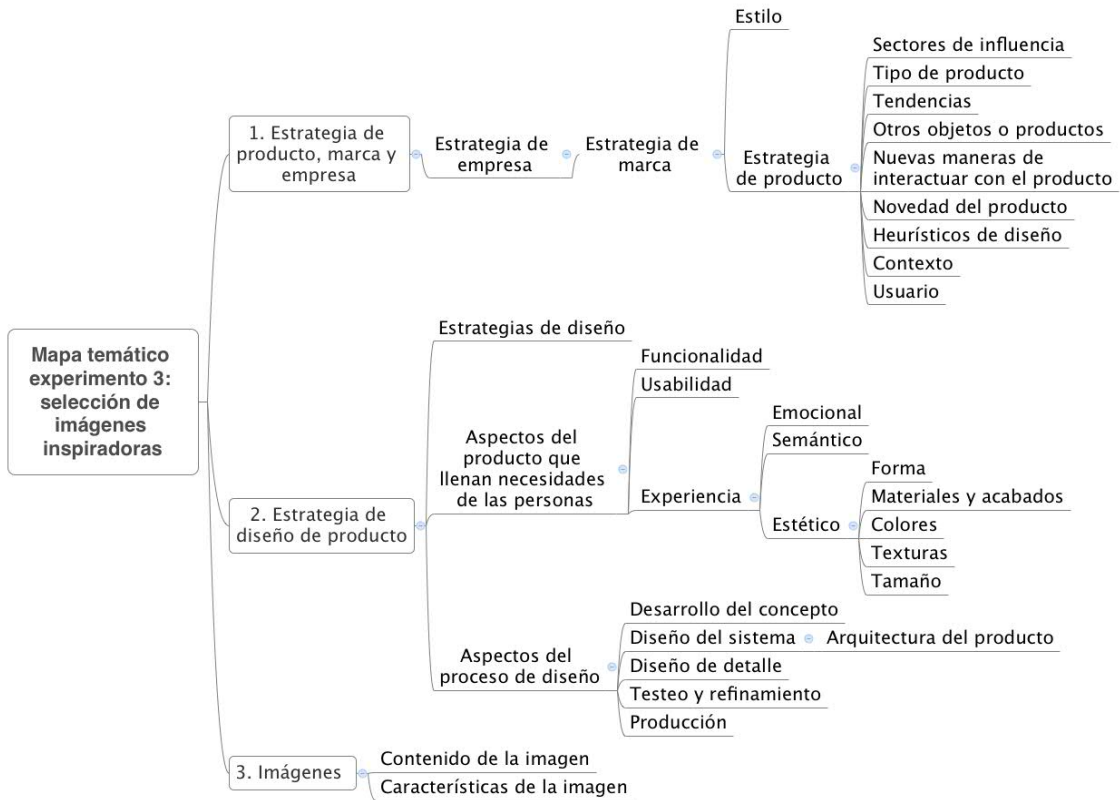 Mapa temático
experimento 3:
selección de
imágenes
inspiradoras
1. Estrategia de
producto, marca y
empresa
Estrategia de
empresa
Estrategia de
marca
Estilo
Estrategia
de producto
Sectores de influencia
Tipo de producto
Tendencias
Otros objetos o productos
Nuevas maneras de
interactuar con el producto
Novedad del producto
Heurísticos de diseño
Contexto
Usuario
2. Estrategia de
diseño de producto
Estrategias de diseño
Aspectos del
producto que
llenan necesidades
de las personas
Funcionalidad
Usabilidad
Experiencia
Emocional
Semántico
Estético
Forma
Materiales y acabados
Colores
Texturas
Tamaño
Aspectos del
proceso de diseño
Desarrollo del concepto
Diseño del sistema
Arquitectura del producto
Diseño de detalle
Testeo y refinamiento
Producción
3. Imágenes
Contenido de la imagen
Características de la imagen